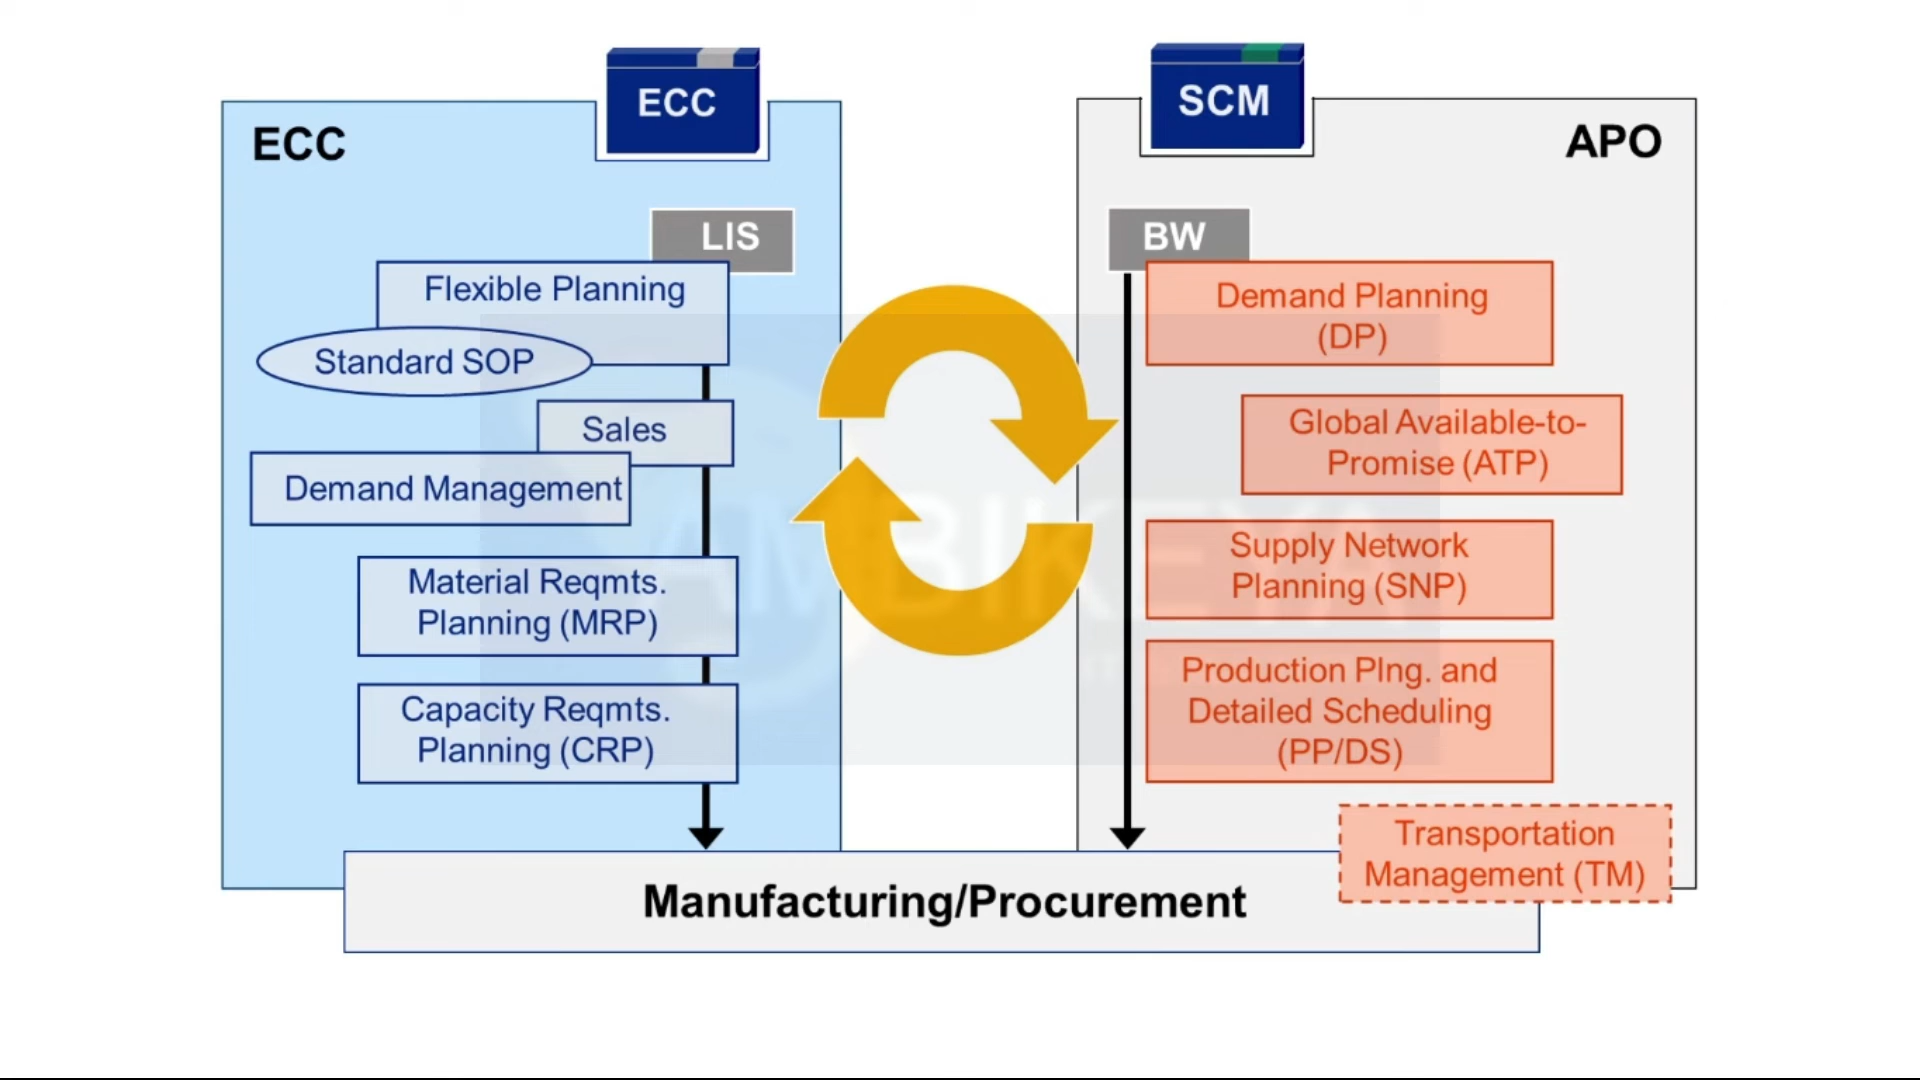 ECC
ECC
LIS
Flexible Planning
Standard SOP
Sales
Demand Management
Material Reqmts.
Planning (MRP)
Capacity Reqmts.
Planning (CRP)
SCM
APO
BW
Demand Planning
(DP)
Global Available-to-
Promise (ATP)
Supply Network
Planning (SNP)
Production Plng. and
Detailed Scheduling
(PP/DS)
Transportation
Management (TM)
Manufacturing/Procurement
AMBIKEYA
IT